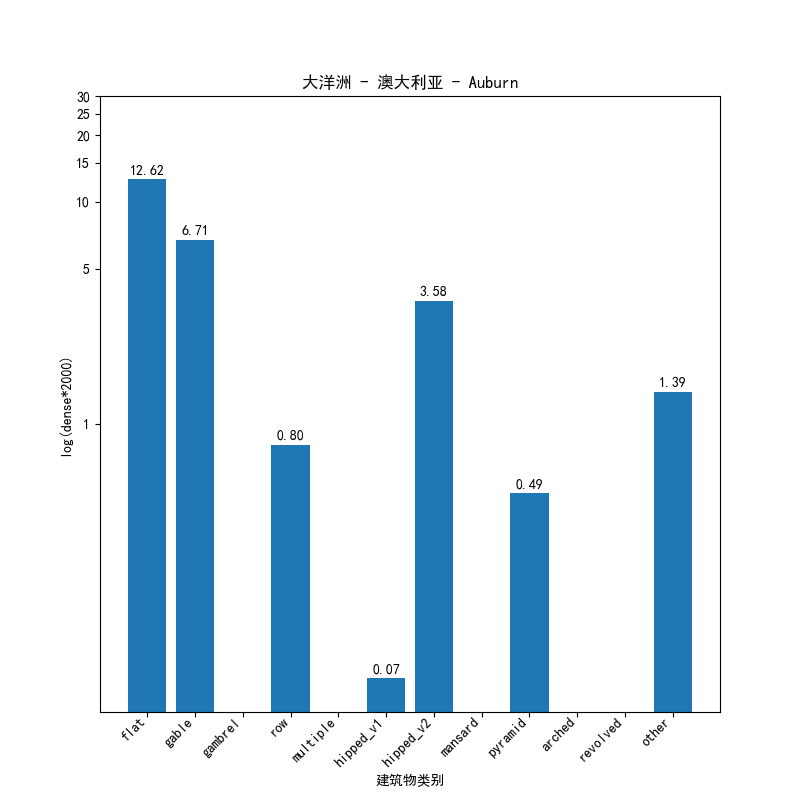 大洋洲 - 澳大利亚 - Auburn
30
25
20
15
10
5
1
log(dense*2000)
12.62
6.71
0.80
0.07
3.58
0.49
1.39
flat
gable
gambrel
row
multiple
hipped_v1
hipped_v2
mansard
pyramid
arched
revolved
other
建筑物类别